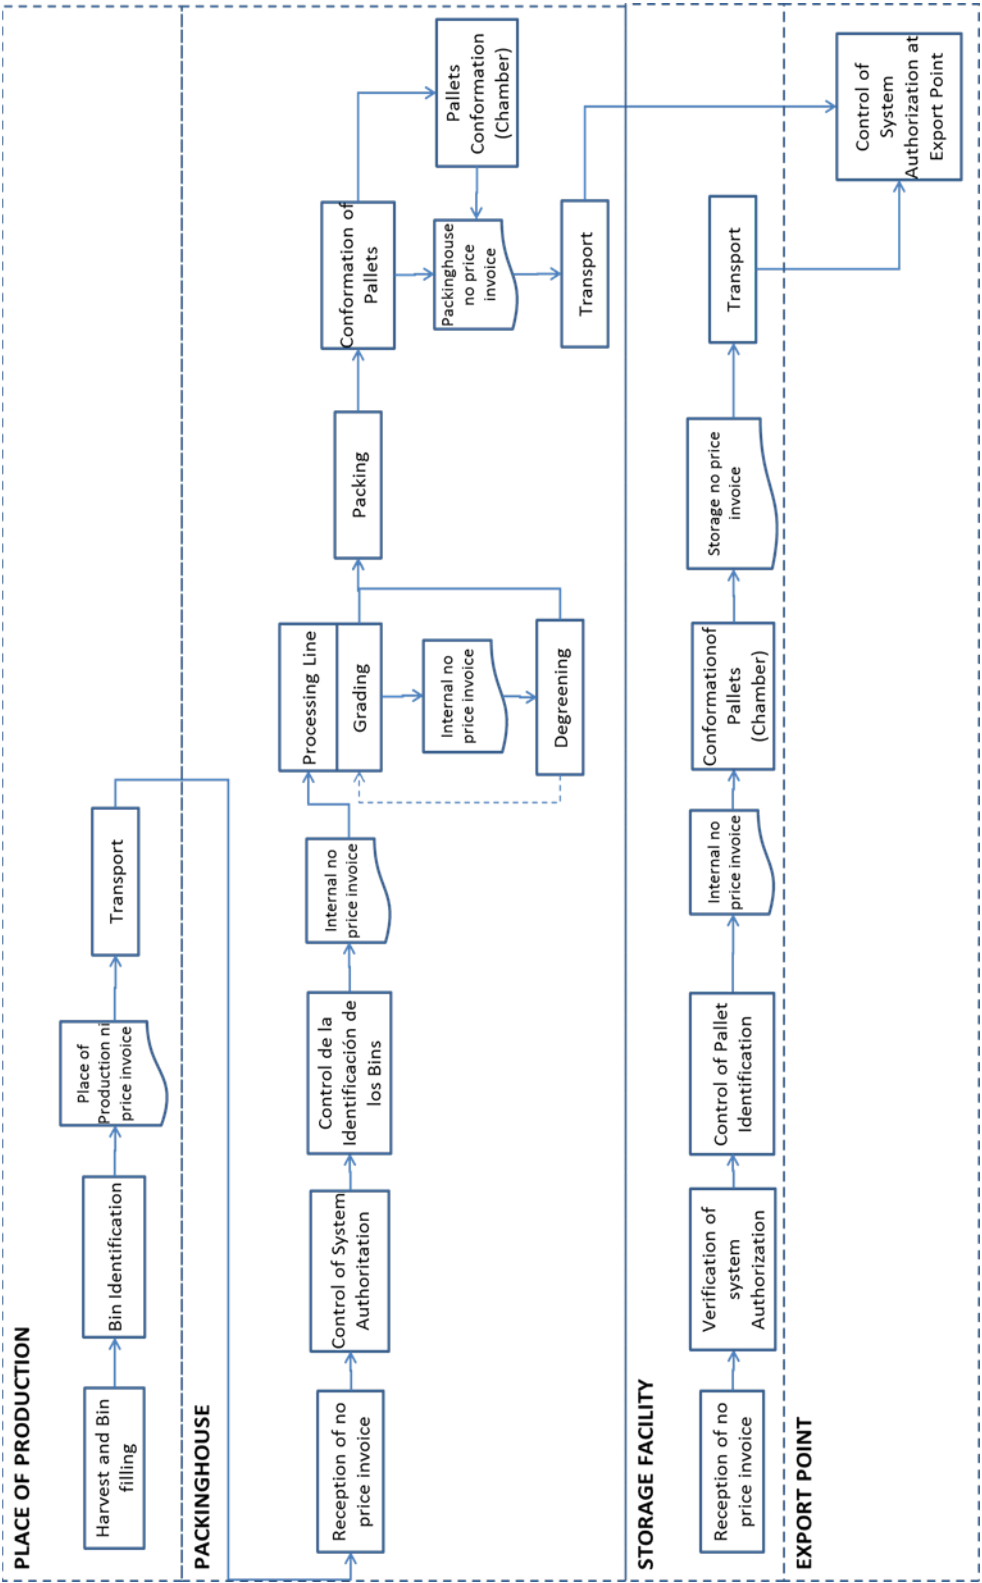 PLACE OF PRODUCTION
Harvest and Bin
filling
Bin Identification
Place of
Production ni
price invoice
Transport
PACKINGHOUSE
Reception of no
price invoice
Control of System
Authoritation
Control de la
Identificación de
los Bins
Internal no
price invoice
Processing Line
Grading
Internal no
price invoice
Degreening
Packing
Conformation of
Pallets
Pallets
Conformation
(Chamber)
Packinghouse
no price
invoice
Transport
STORAGE FACILITY
Reception of no
price invoice
Verification of
system
Authorization
Control of Pallet
Identification
Internal no
price invoice
Conformationof
Pallets
(Chamber)
Storage no price
invoice
Transport
EXPORT POINT
Control of
System
Authorization at
Export Point